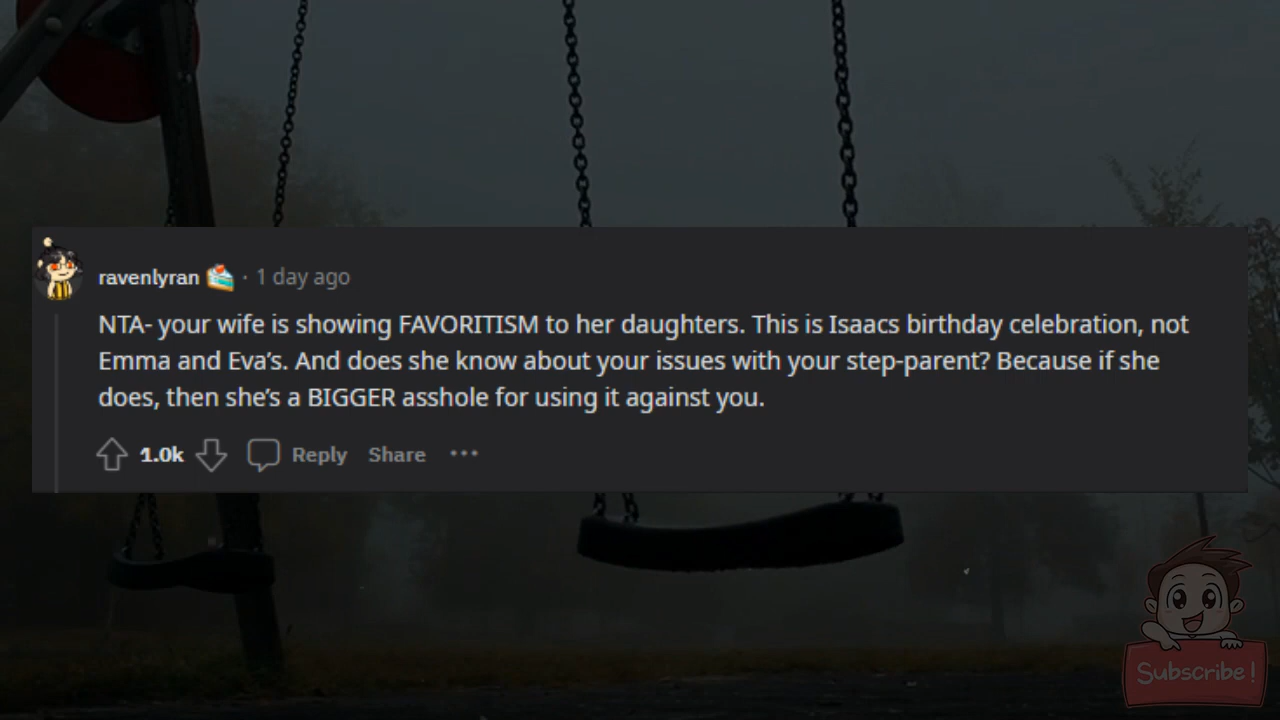 ravenlyran · 1 day ago
NTA- your wife is showing FAVORITISM to her daughters. This is Isaacs birthday celebration, not
Emma and Eva’s. And does she know about your issues with your step-parent? Because if she
does, then she’s a BIGGER asshole for using it against you.
1.0k Reply Share ···
Subscribe!